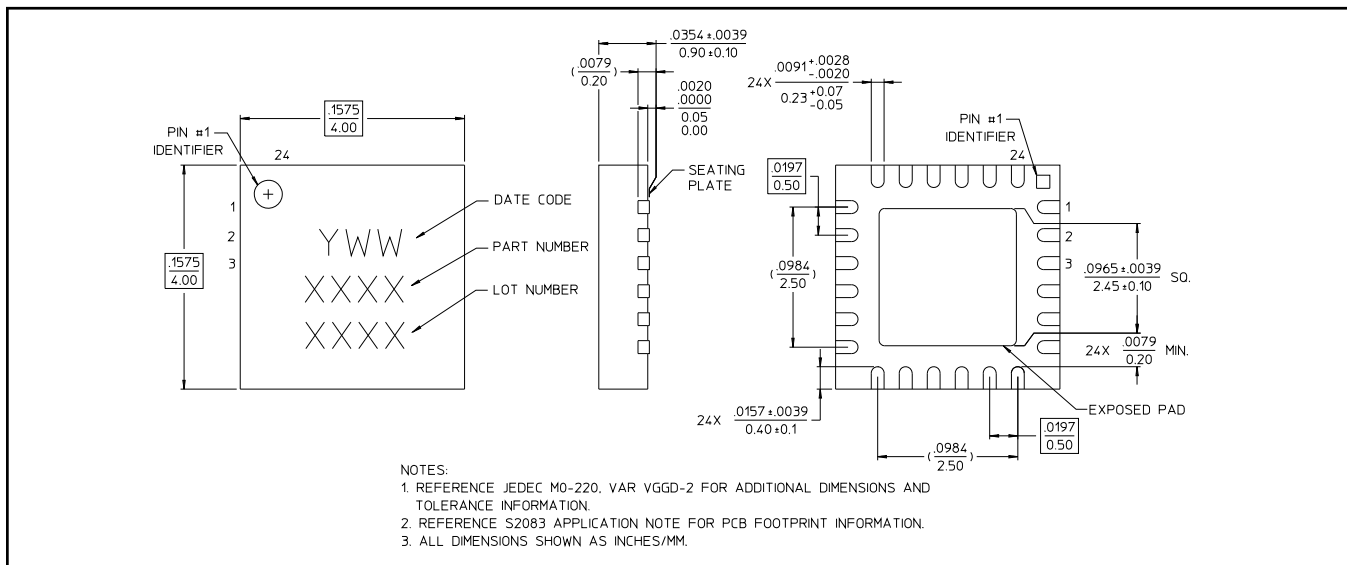 .1575
4.00
PIN #1
IDENTIFIER
24
.1575
4.00
1
2
3
DATE CODE
YWW
PART NUMBER
XXXX
LOT NUMBER
XXXX
.0354±.0039
0.90±0.10
(.0079
0.20)
.0020
.0000
0.05
0.00
SEATING
PLATE
24X .0091+.0028
-.0020
0.23+0.07
-0.05
PIN #1
IDENTIFIER
24
.0197
0.50
1
2
3
(.0984
2.50)
.0965±.0039
2.45±0.10 SQ.
24X .0079
0.20 MIN.
EXPOSED PAD
24X .0157±.0039
0.40±0.1
.0197
0.50
(.0984
2.50)
NOTES:
1. REFERENCE JEDEC MO-220, VAR VGGD-2 FOR ADDITIONAL DIMENSIONS AND
TOLERANCE INFORMATION.
2. REFERENCE S2083 APPLICATION NOTE FOR PCB FOOTPRINT INFORMATION.
3. ALL DIMENSIONS SHOWN AS INCHES/MM.